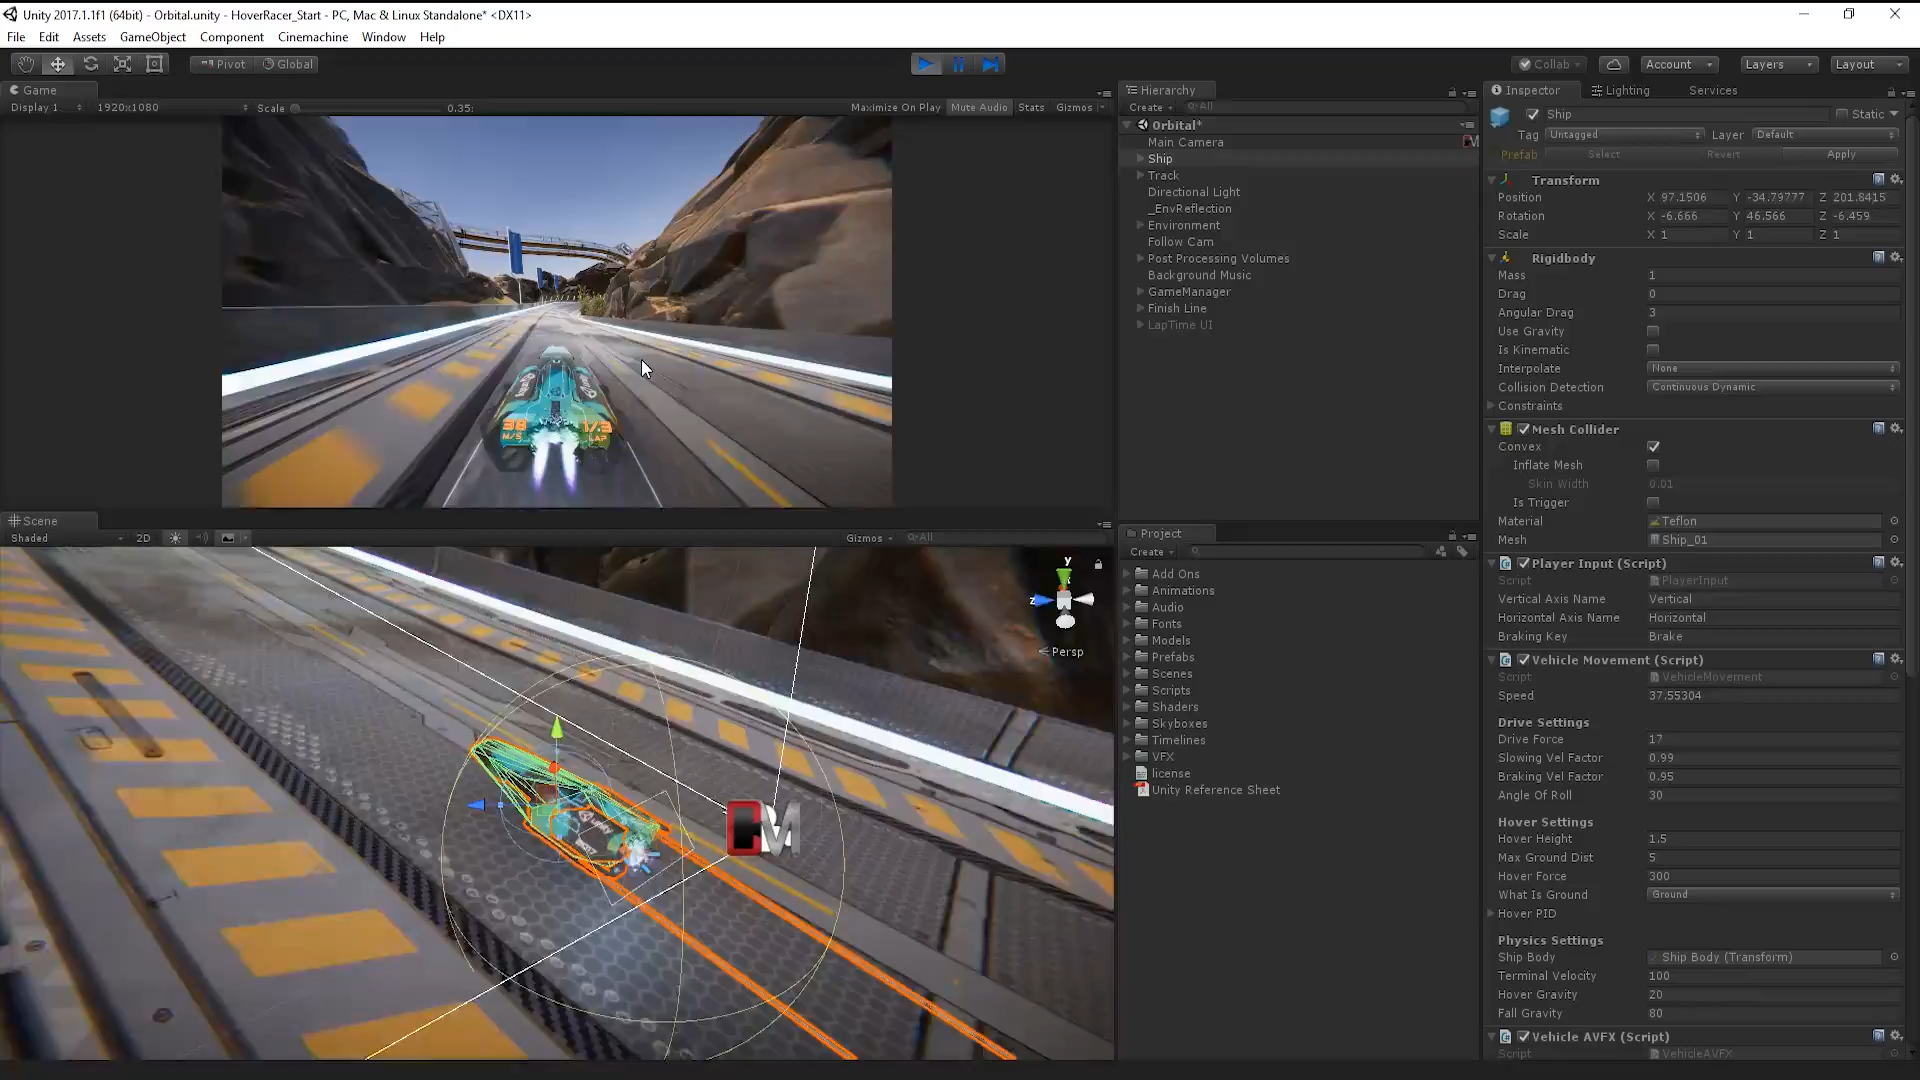 Unity 2017.1.1f1 (64bit) - Orbital.unity - HoverRacer_Start - PC, Mac & Linux Standalone* <DX11>
File Edit Assets GameObject Component Cinemachine Window Help
Pivot Global
Collab Account Layers Layout
Game
Display 1 1920x1080 Scale 0.35: Maximize On Play Mute Audio Stats Gizmos
38
M/S
1/3
LAP
Scene
Shaded 2D Gizmos All
y
z
Persp
CM
Hierarchy
Create All
Orbital*
Main Camera
Ship
Track
Directional Light
_EnvReflection
Environment
Follow Cam
Post Processing Volumes
Background Music
GameManager
Finish Line
LapTime UI
Project
Create
Add Ons
Animations
Audio
Fonts
Models
Prefabs
Scenes
Scripts
Shaders
Skyboxes
Timelines
VFX
license
Unity Reference Sheet
Inspector Lighting Services
Ship Static
Tag Untagged Layer Default
Prefab Select Revert Apply
Transform
Position X 97.1506 Y -34.79777 Z 201.8415
Rotation X -6.666 Y 46.566 Z -6.459
Scale X 1 Y 1 Z 1
Rigidbody
Mass 1
Drag 0
Angular Drag 3
Use Gravity
Is Kinematic
Interpolate None
Collision Detection Continuous Dynamic
Constraints
Mesh Collider
Convex
Inflate Mesh
Skin Width 0.01
Is Trigger
Material Teflon
Mesh Ship_01
Player Input (Script)
Script PlayerInput
Vertical Axis Name Vertical
Horizontal Axis Name Horizontal
Braking Key Brake
Vehicle Movement (Script)
Script VehicleMovement
Speed 37.55304
Drive Settings
Drive Force 17
Slowing Vel Factor 0.99
Braking Vel Factor 0.95
Angle Of Roll 30
Hover Settings
Hover Height 1.5
Max Ground Dist 5
Hover Force 300
What Is Ground Ground
Hover PID
Physics Settings
Ship Body Ship Body (Transform)
Terminal Velocity 100
Hover Gravity 20
Fall Gravity 80
Vehicle AVFX (Script)
Script VehicleAVFX